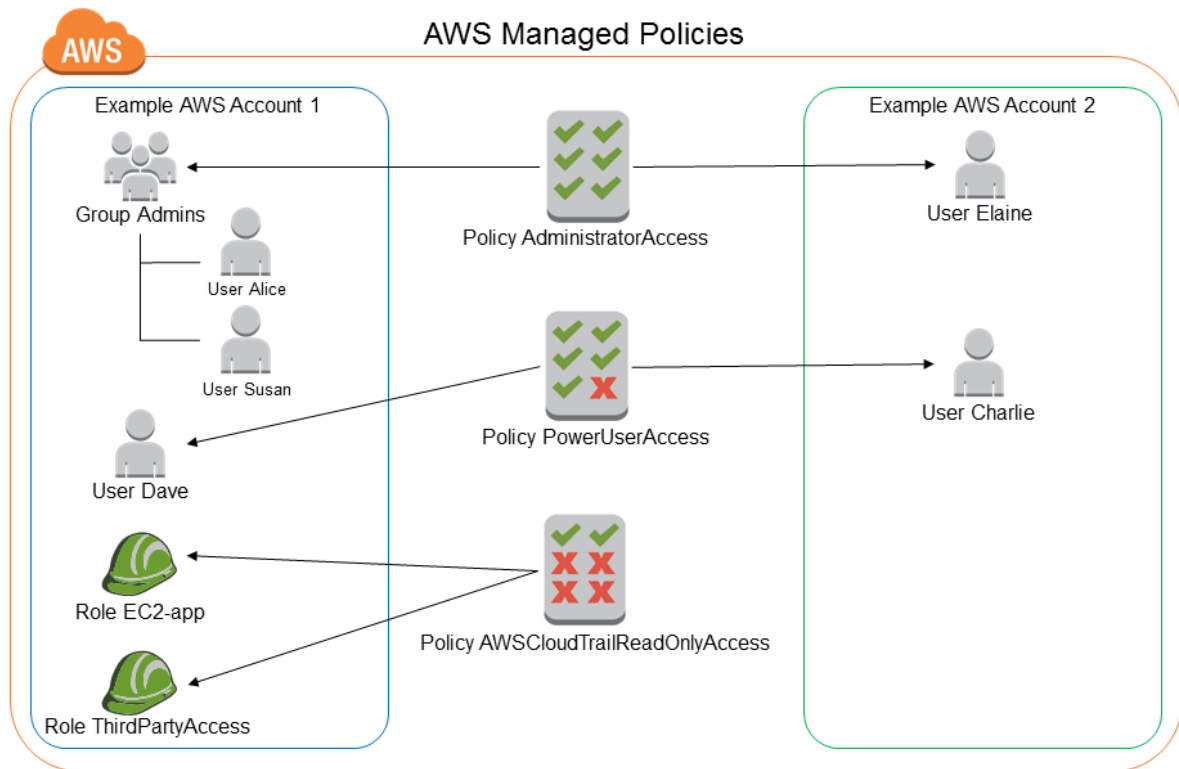 AWS
AWS Managed Policies
Example AWS Account 1
Example AWS Account 2
Group Admins
User Alice
User Susan
User Dave
Role EC2-app
Role ThirdPartyAccess
Policy AdministratorAccess
Policy PowerUserAccess
Policy AWSCloudTrailReadOnlyAccess
User Elaine
User Charlie